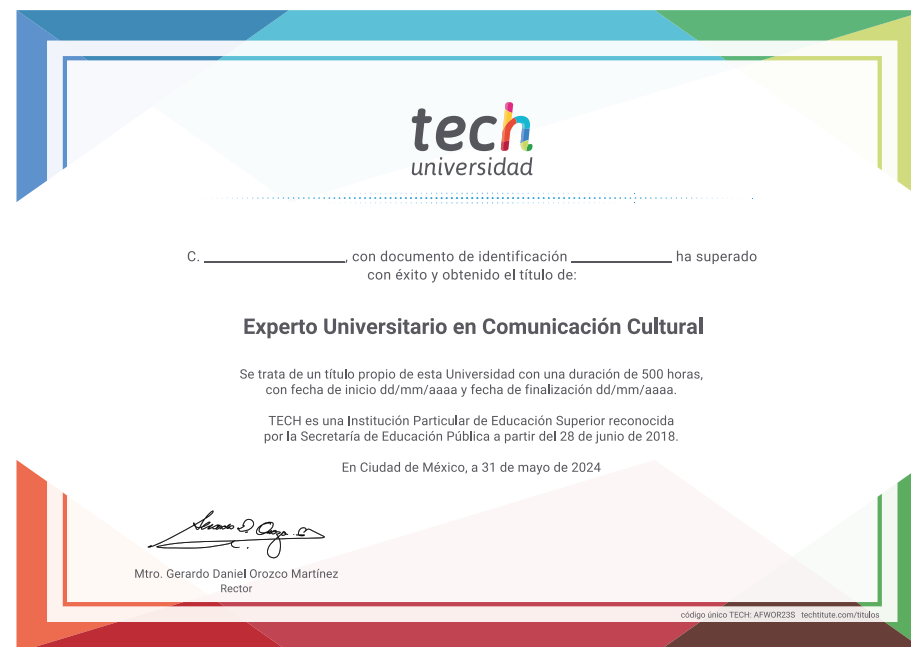 tech
universidad
C. ____________, con documento de identificación ____________ ha superado
con éxito y obtenido el título de:
Experto Universitario en Comunicación Cultural
Se trata de un título propio de esta Universidad con una duración de 500 horas,
con fecha de inicio dd/mm/aaaa y fecha de finalización dd/mm/aaaa.
TECH es una Institución Particular de Educación Superior reconocida
por la Secretaría de Educación Pública a partir del 28 de junio de 2018.
En Ciudad de México, a 31 de mayo de 2024
Mtro. Gerardo Daniel Orozco Martínez
Rector
código único TECH: AFWOR23S techtitute.com/titulos